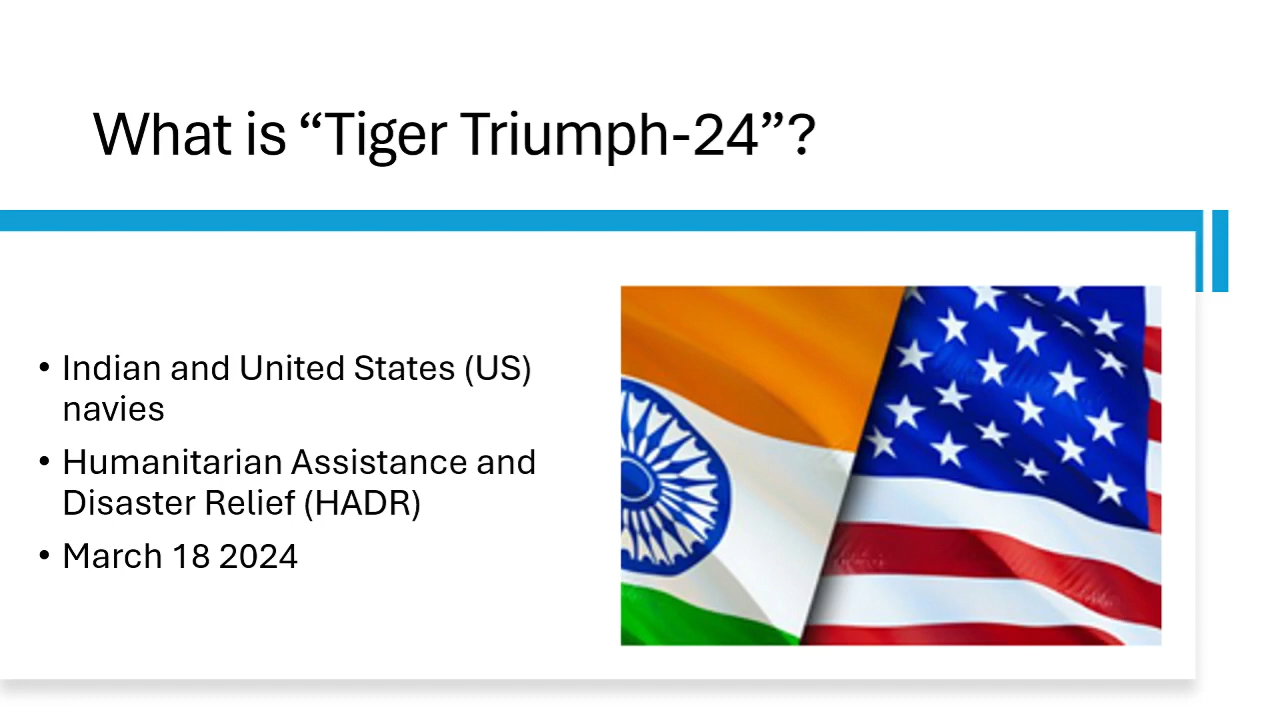 What is “Tiger Triumph-24”?
• Indian and United States (US)
navies
• Humanitarian Assistance and
Disaster Relief (HADR)
• March 18 2024